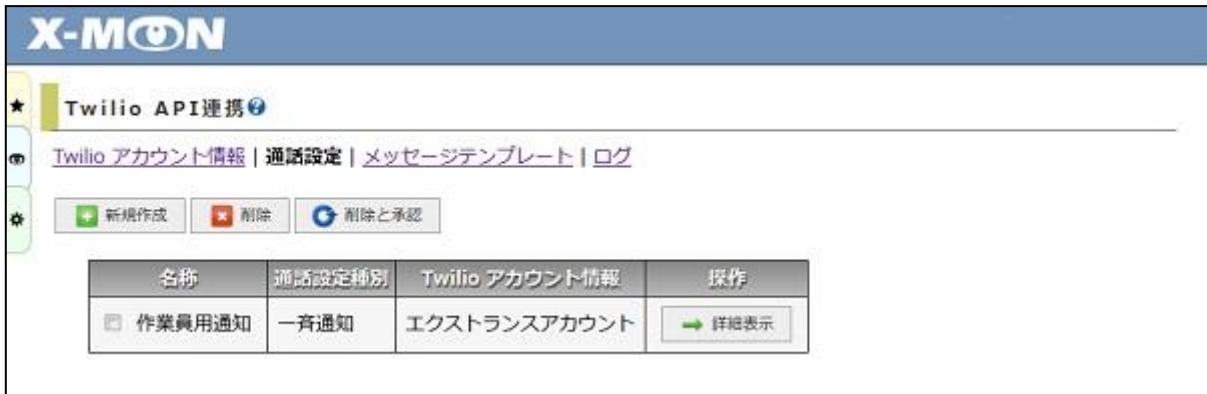 X-MON
Twilio API連携
Twilio アカウント情報 | 通話設定 | メッセージテンプレート | ログ
新規作成 削除 削除と承認
名称 通話設定種別 Twilio アカウント情報 操作
作業員用通知 一斉通知 エクストランスアカウント 詳細表示